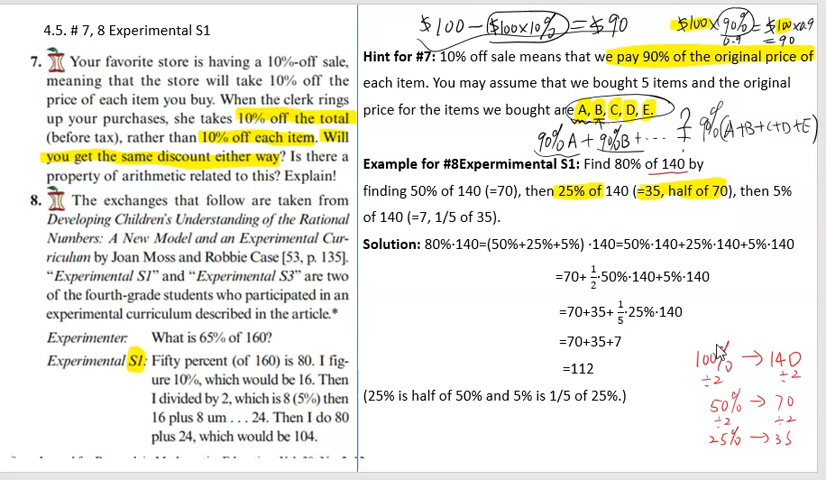 4.5. # 7, 8 Experimental S1
7. Your favorite store is having a 10%-off sale,
meaning that the store will take 10% off the
price of each item you buy. When the clerk rings
up your purchases, she takes 10% off the total
(before tax), rather than 10% off each item. Will
you get the same discount either way? Is there a
property of arithmetic related to this? Explain!
8. The exchanges that follow are taken from
Developing Children's Understanding of the Rational
Numbers: A New Model and an Experimental Cur-
riculum by Joan Moss and Robbie Case [53, p. 135].
"Experimental S1" and "Experimental S3" are two
of the fourth-grade students who participated in an
experimental curriculum described in the article.*
Experimenter: What is 65% of 160?
Experimental S1: Fifty percent (of 160) is 80. I fig-
ure 10%, which would be 16. Then
I divided by 2, which is 8 (5%) then
16 plus 8 um . . . 24. Then I do 80
plus 24, which would be 104.
$100 - ($100x10%) = $90
$100x90% = $100x0.9
0.9 = 90
Hint for #7: 10% off sale means that we pay 90% of the original price of
each item. You may assume that we bought 5 items and the original
price for the items we bought are A, B, C, D, E.
90%A + 90%B + ... ? = 90%(A+B+C+D+E)
Example for #8Expermimental S1: Find 80% of 140 by
finding 50% of 140 (=70), then 25% of 140 (=35, half of 70), then 5%
of 140 (=7, 1/5 of 35).
Solution: 80%·140=(50%+25%+5%) ·140=50%·140+25%·140+5%·140
=70+ 1/2·50%·140+5%·140
=70+35+ 1/5·25%·140
=70+35+7
=112
(25% is half of 50% and 5% is 1/5 of 25%.)
100% → 140
÷2 ÷2
50% → 70
÷2 ÷2
25% → 35